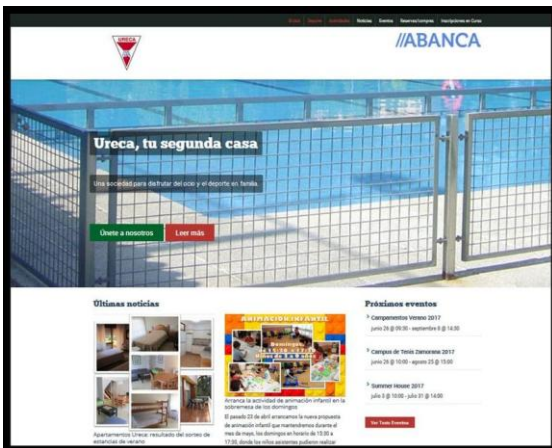 Noticias Eventos Reservas/compras Inscripciones en Curso
URECA
//ABANCA
Ureca, tu segunda casa
Una sociedad para disfrutar del ocio y el deporte en familia.
Únete a nosotros
Leer más
Últimas noticias
Apartamentos Ureca: resultado del sorteo de
estancias de verano
ANIMACION INFANTIL
Domingos,
Arranca la actividad de animación infantil en la
sobremesa de los domingos
El pasado 03 de abril arrancamos la nueva propuesta
de animación infantil que mantendremos durante el
mes de mayo, los domingos en horario de 15:30 a
17:30, donde los niños asistentes pudieron realizar
Próximos eventos
Campamentos Verano 2017
junio 26 @ 09:30 - septiembre 8 @ 14:30
Campus de Tenis Zamorano 2017
junio 26 @ 10:00 - agosto 25 @ 15:00
Summer House 2017
julio 3 @ 10:00 - julio 31 @ 14:00
Ver Todo Eventos